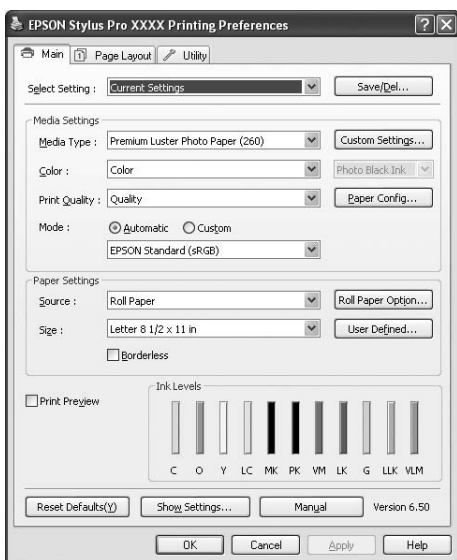 EPSON Stylus Pro XXXX Printing Preferences
Main Page Layout Utility
Select Setting : Current Settings Save/Del...
Media Settings
Media Type : Premium Luster Photo Paper (260) Custom Settings...
Color : Color Photo Black Ink
Print Quality : Quality Paper Config...
Mode : Automatic Custom
EPSON Standard (sRGB)
Paper Settings
Source : Roll Paper Roll Paper Option...
Size : Letter 8 1/2 x 11 in User Defined...
Borderless
Print Preview
Ink Levels
C O Y LC MK PK VM LK G LLK VLM
Reset Defaults(Y) Show Settings... Manual Version 6.50
OK Cancel Apply Help